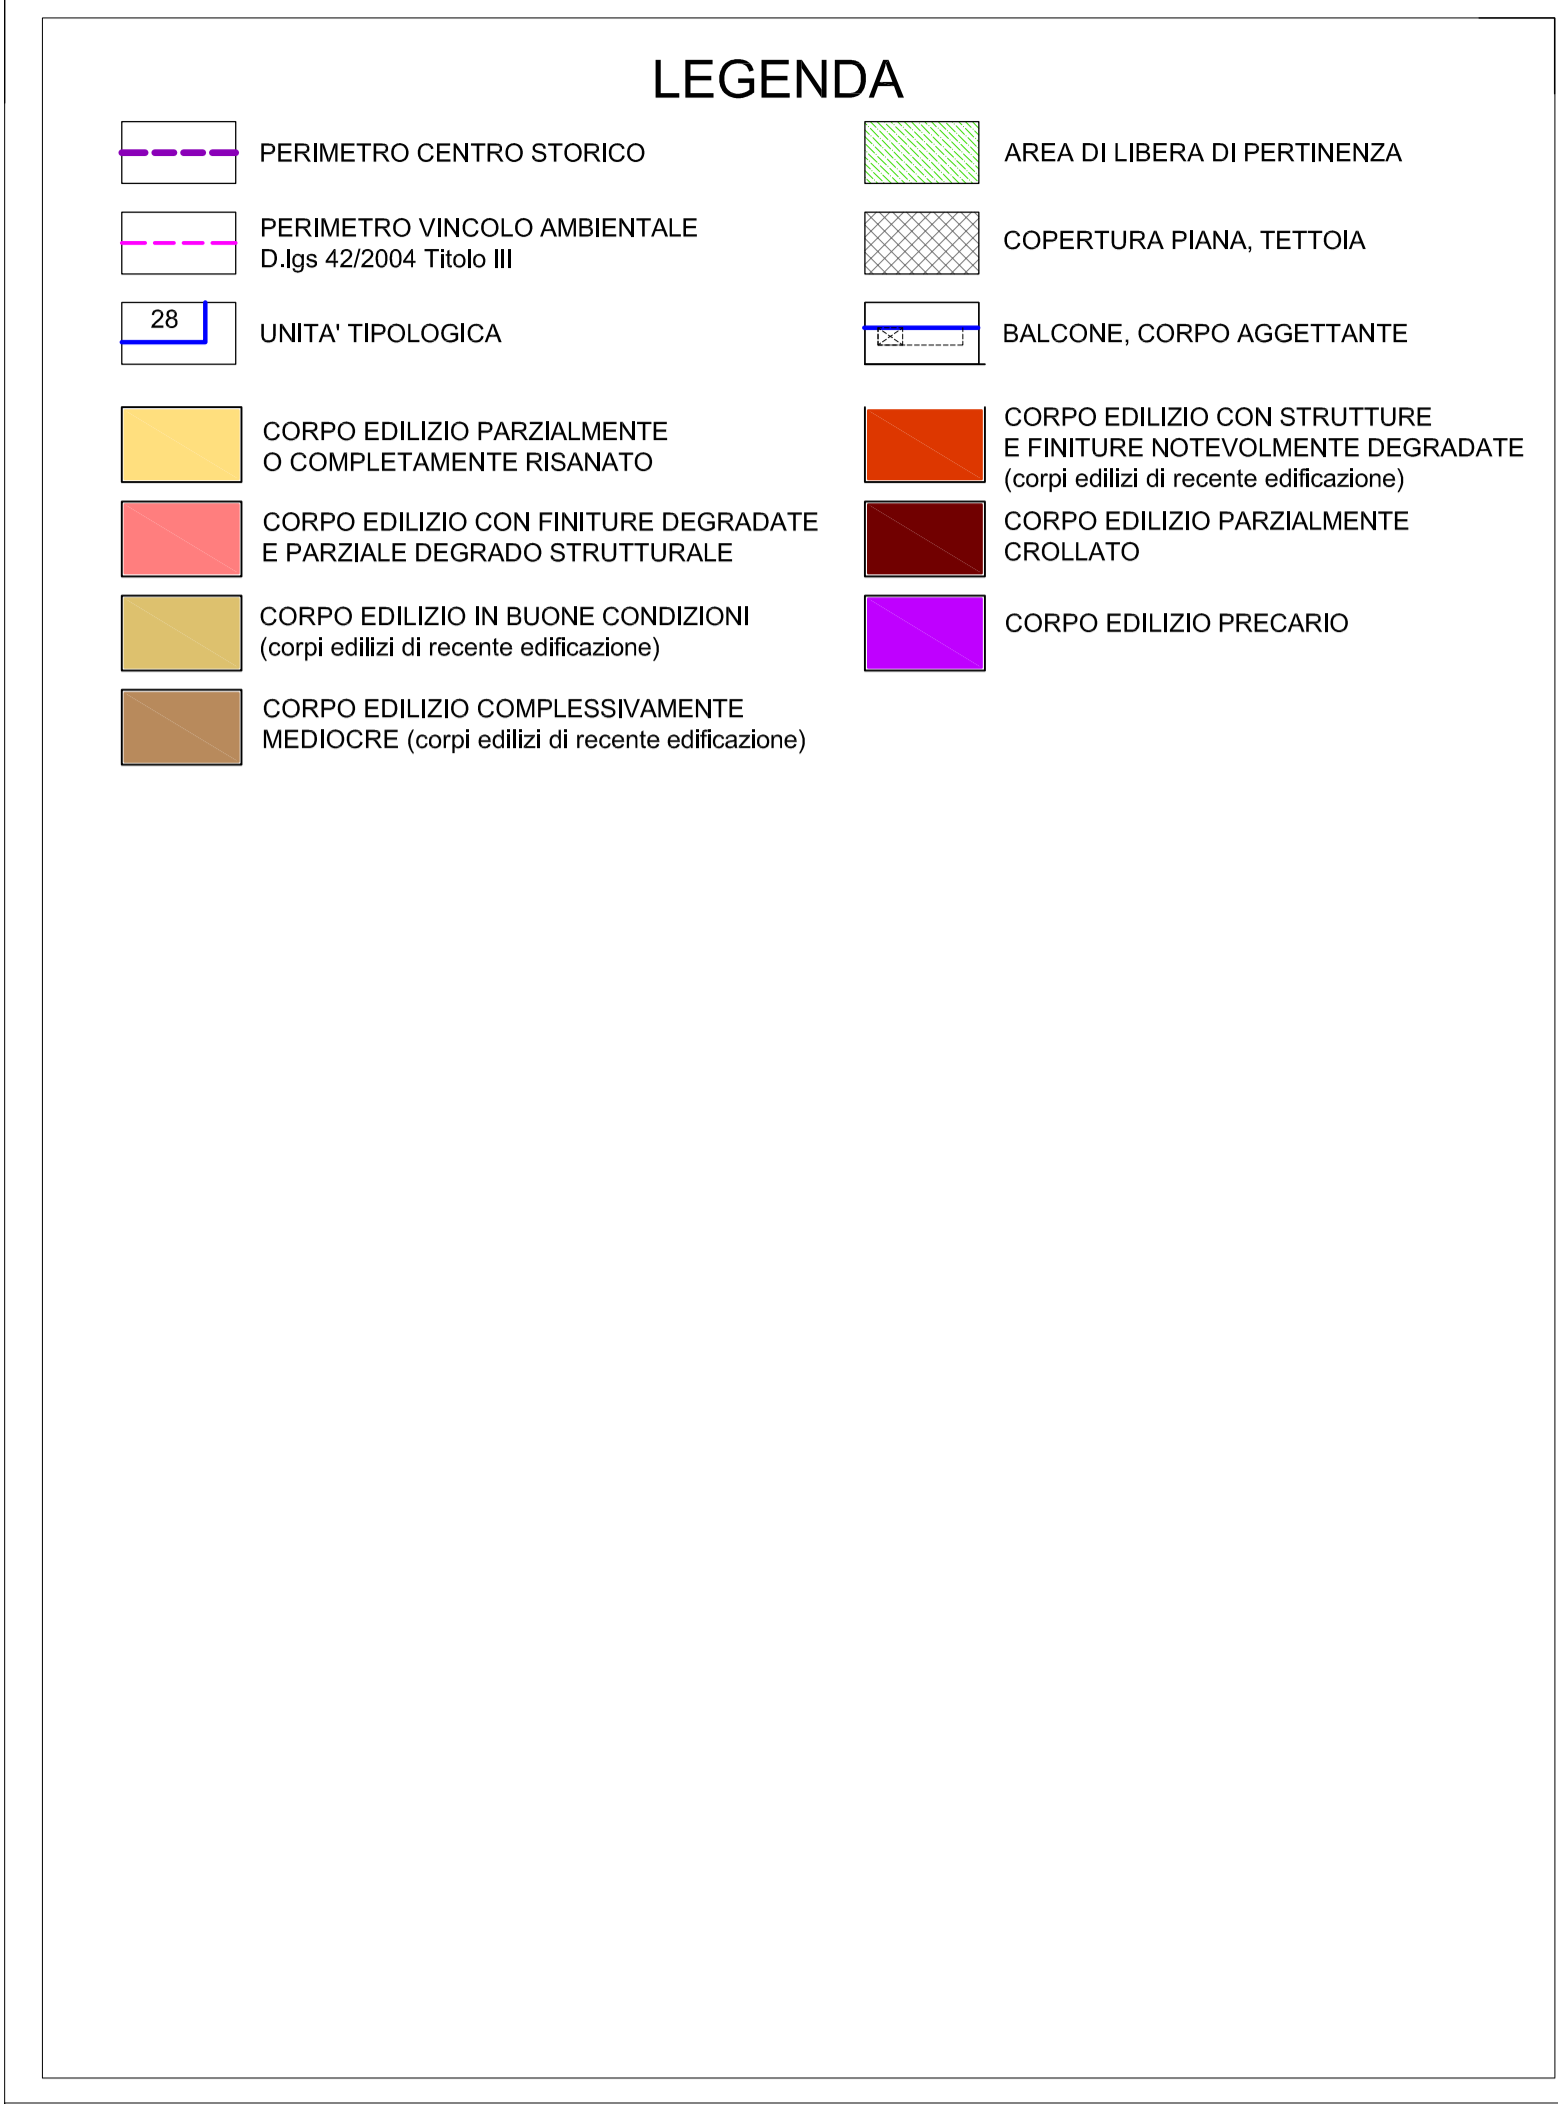 LEGENDA
PERIMETRO CENTRO STORICO
PERIMETRO VINCOLO AMBIENTALE
D.lgs 42/2004 Titolo III
28
UNITA' TIPOLOGICA
CORPO EDILIZIO PARZIALMENTE
O COMPLETAMENTE RISANATO
CORPO EDILIZIO CON FINITURE DEGRADATE
E PARZIALE DEGRADO STRUTTURALE
CORPO EDILIZIO IN BUONE CONDIZIONI
(corpi edilizi di recente edificazione)
CORPO EDILIZIO COMPLESSIVAMENTE
MEDIOCRE (corpi edilizi di recente edificazione)
AREA DI LIBERA DI PERTINENZA
COPERTURA PIANA, TETTOIA
BALCONE, CORPO AGGETTANTE
CORPO EDILIZIO CON STRUTTURE
E FINITURE NOTEVOLMENTE DEGRADATE
(corpi edilizi di recente edificazione)
CORPO EDILIZIO PARZIALMENTE
CROLLATO
CORPO EDILIZIO PRECARIO